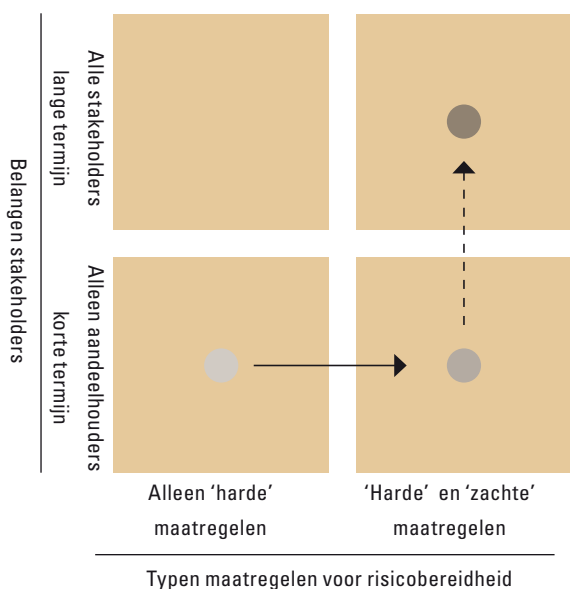 Belangen stakeholders
lange termijn
Alle stakeholders
korte termijn
Alleen aandeelhouders
Alleen ‘harde’
maatregelen
‘Harde’ en ‘zachte’
maatregelen
Typen maatregelen voor risicobereidheid